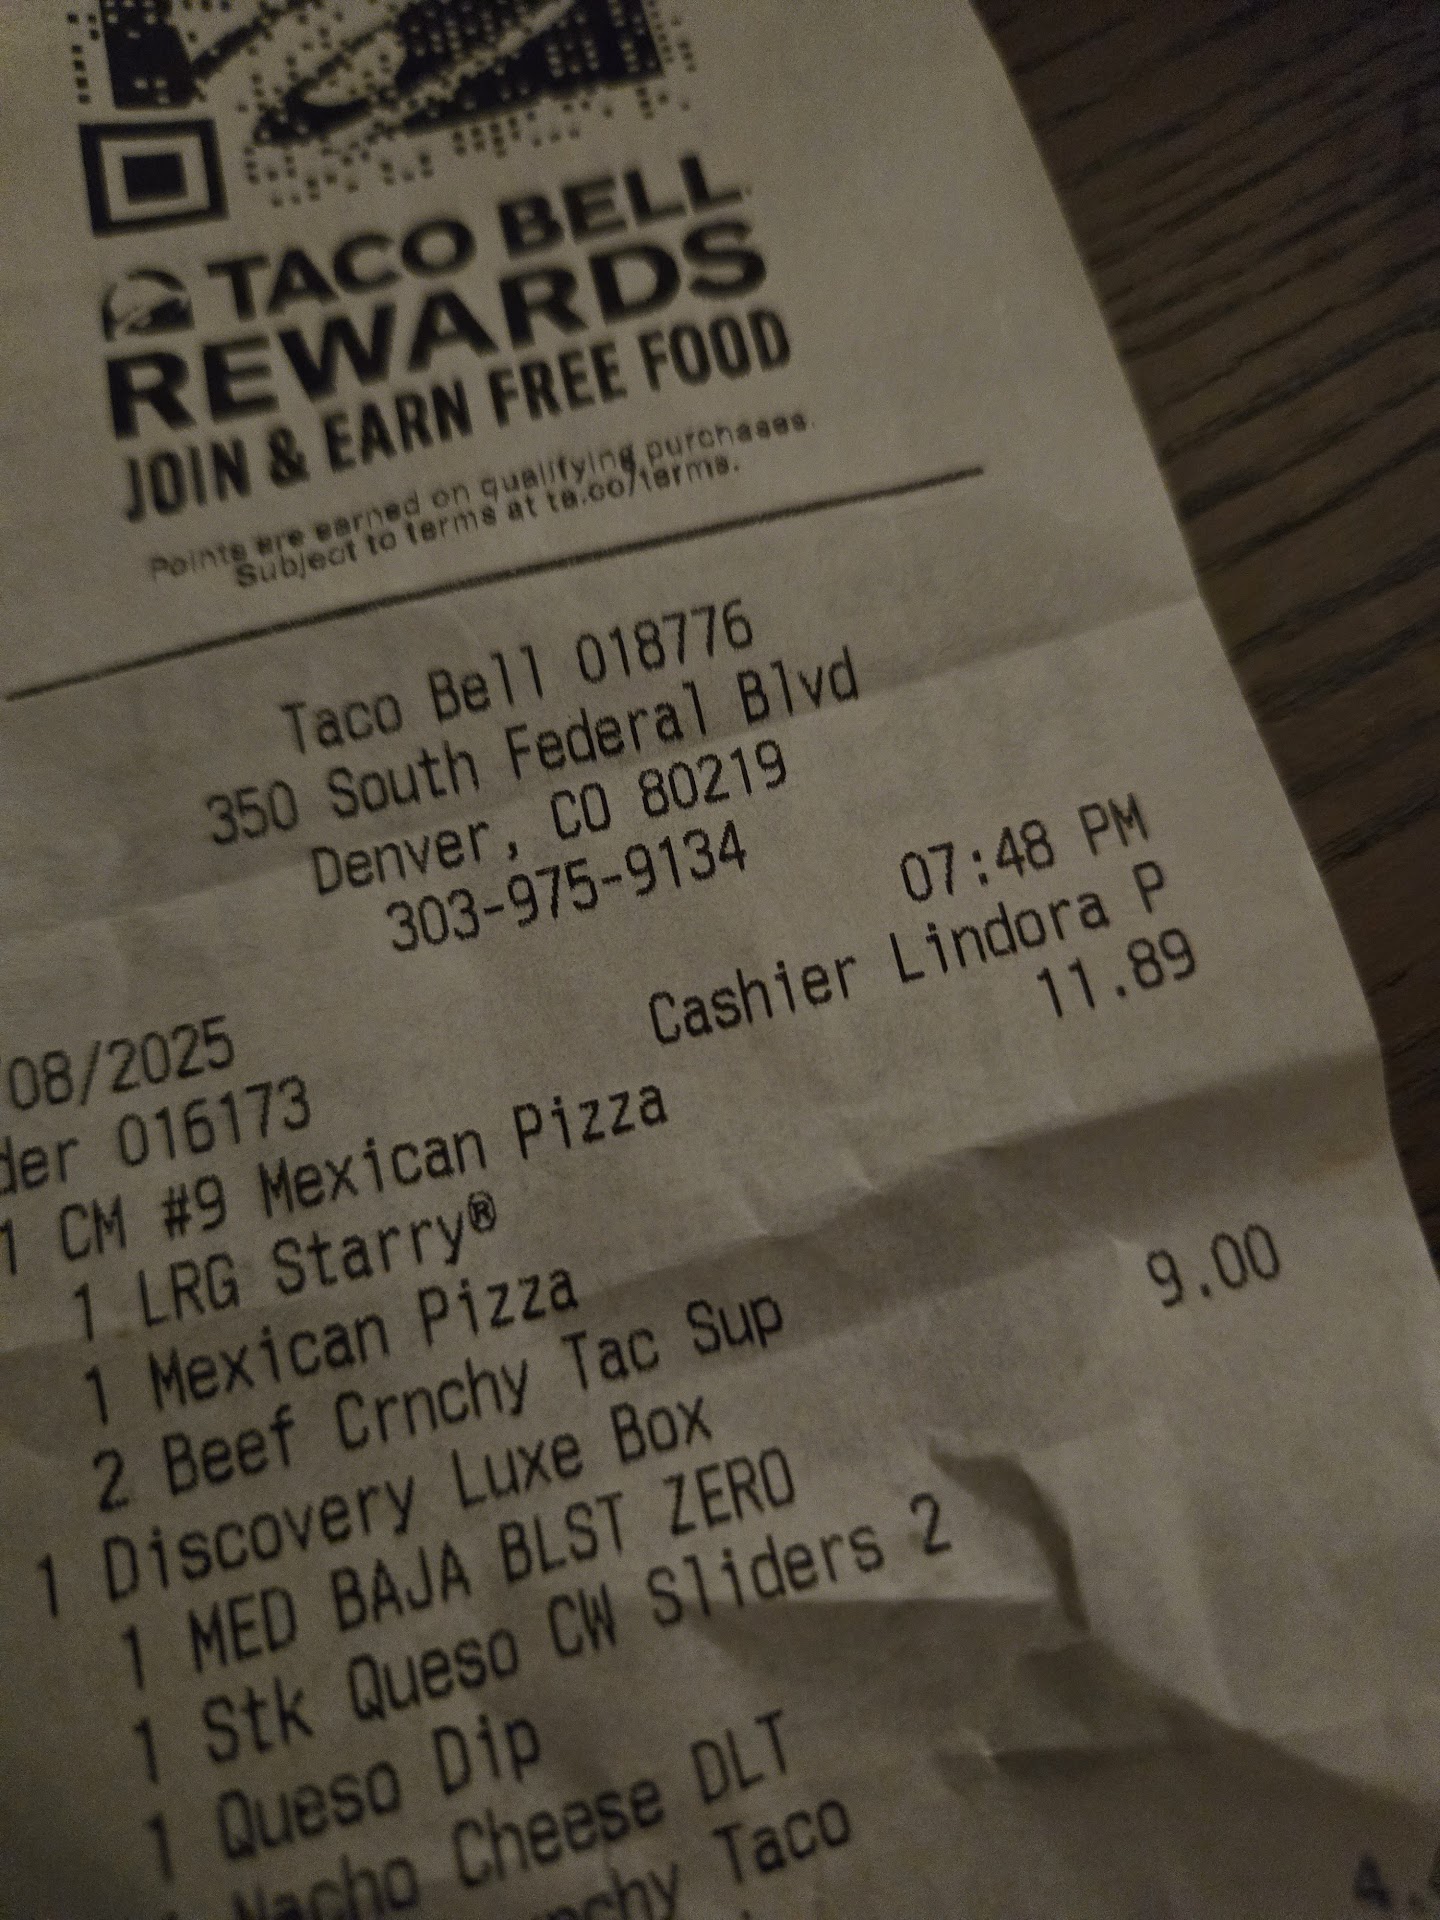 TACO BELL
REWARDS
JOIN & EARN FREE FOOD
Points are earned on qualifying purchases.
Subject to terms at ta.co/terms.
Taco Bell 018776
350 South Federal Blvd
Denver, CO 80219
303-975-9134
/08/2025 07:48 PM
der 016173 Cashier Lindora P
1 CM #9 Mexican Pizza 11.89
1 LRG Starry®
1 Mexican Pizza
2 Beef Crnchy Tac Sup
1 Discovery Luxe Box 9.00
1 MED BAJA BLST ZERO
1 Stk Queso CW Sliders 2
1 Queso Dip
Nacho Cheese DLT
nchy Taco
4.